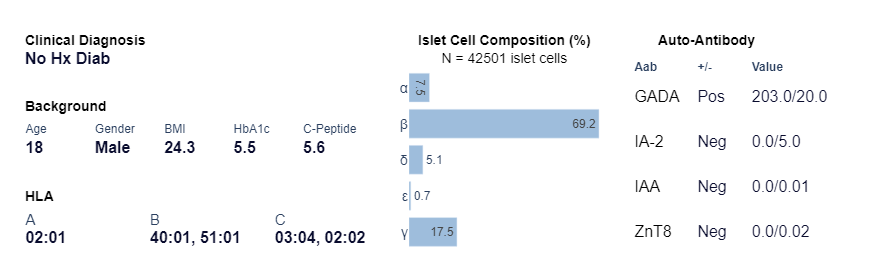 Clinical Diagnosis
No Hx Diab
Background
Age Gender BMI HbA1c C-Peptide
18 Male 24.3 5.5 5.6
HLA
A B C
02:01 40:01, 51:01 03:04, 02:02
Islet Cell Composition (%)
N = 42501 islet cells
α 7.5
β 69.2
δ 5.1
ε 0.7
γ 17.5
Auto-Antibody
Aab +/- Value
GADA Pos 203.0/20.0
IA-2 Neg 0.0/5.0
IAA Neg 0.0/0.01
ZnT8 Neg 0.0/0.02